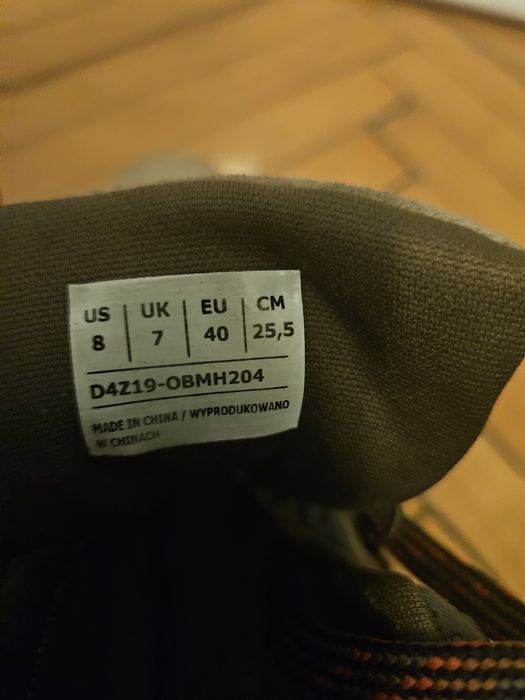 US | UK | EU | CM
8 | 7 | 40 | 25,5
D4Z19-OBMH204
MADE IN CHINA / WYPRODUKOWANO
W CHINACH